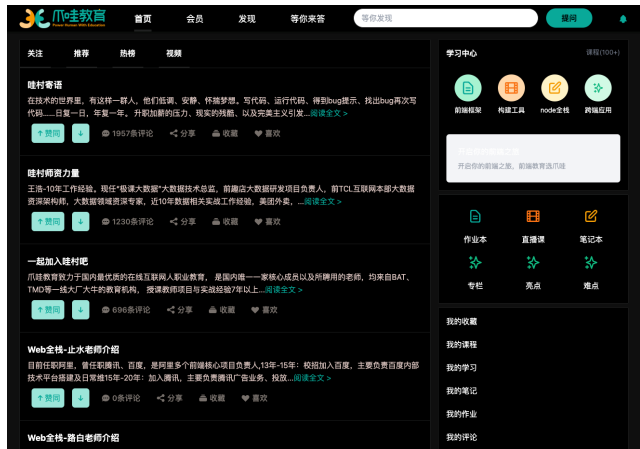 爪哇教育
首页 会员 发现 等你来答 等你发现 提问
关注 推荐 热榜 视频
哇村寄语
在技术的世界里，有这样一群人，他们低调、安静、怀揣梦想。写代码、运行代码、得到bug提示、找出bug再次写
代码……日复一日，年复一年。 升职加薪的压力、现实的残酷、以及完美主义引发...阅读全文 >
赞同 1957条评论 分享 收藏 喜欢
哇村师资力量
王浩-10年工作经验。现任"极课大数据"大数据技术总监，前趣店大数据研发项目负责人，前TCL互联网本部大数据
资深架构师，大数据领域资深专家，近10年数据相关实战工作经验，美团外卖，...阅读全文 >
赞同 1230条评论 分享 收藏 喜欢
一起加入哇村吧
爪哇教育致力于国内最优质的在线互联网人职业教育， 是国内唯一一家核心成员以及所聘用的老师，均来自BAT、
TMD等一线大厂大牛的教育机构， 授课教师项目与实战经验7年以上...阅读全文 >
赞同 696条评论 分享 收藏 喜欢
Web全栈-止水老师介绍
目前任职阿里，曾任职腾讯、百度，是阿里多个前端核心项目负责人,13年-15年：校招加入百度，主要负责百度内部
技术平台搭建及日常维15年-20年：加入腾讯，主要负责腾讯广告业务、投放...阅读全文 >
赞同 0条评论 分享 收藏 喜欢
Web全栈-路白老师介绍
学习中心 课程(100+)
前端框架 构建工具 node全栈 跨端应用
开启你的前端之旅
开启你的前端之旅，前端教育选爪哇
作业本 直播课 笔记本
专栏 亮点 难点
我的收藏
我的课程
我的学习
我的笔记
我的作业
我的评论